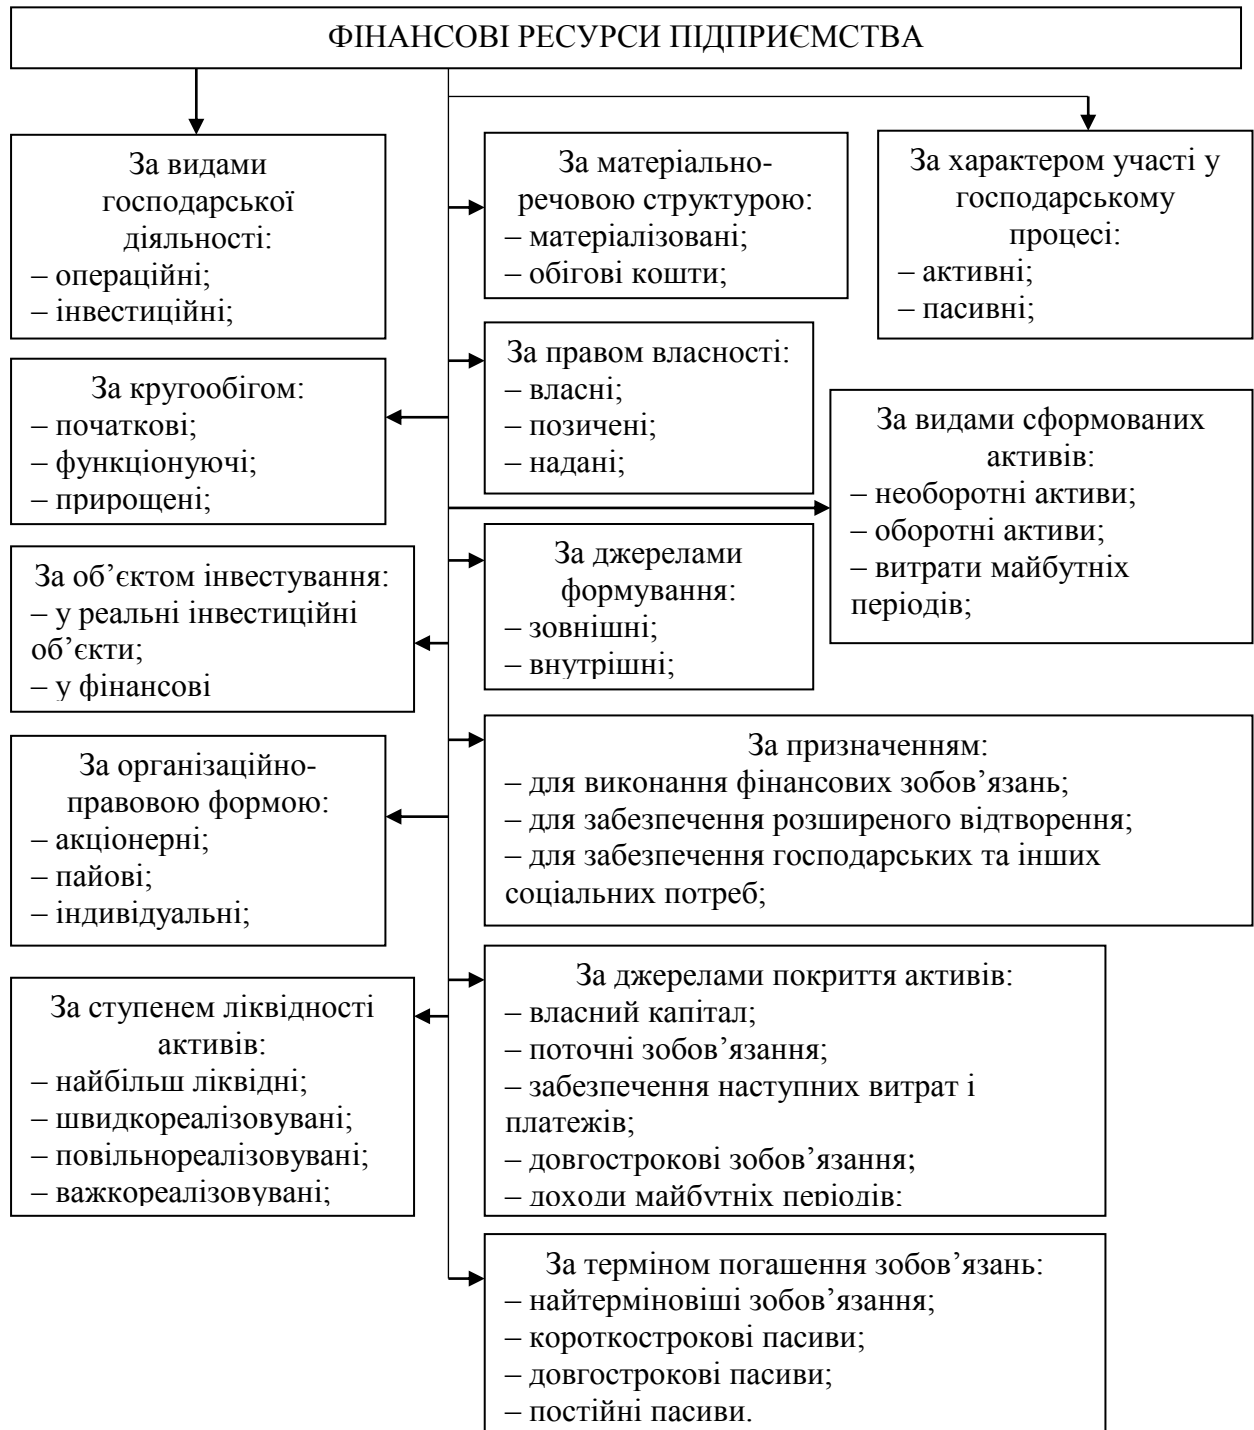 ФІНАНСОВІ РЕСУРСИ ПІДПРИЄМСТВА
За видами
господарської
діяльності:
– операційні;
– інвестиційні;
За матеріально-
речовою структурою:
– матеріалізовані;
– обігові кошти;
За характером участі у
господарському
процесі:
– активні;
– пасивні;
За кругообігом:
– початкові;
– функціонуючі;
– прирощені;
За правом власності:
– власні;
– позичені;
– надані;
За видами сформованих
активів:
– необоротні активи;
– оборотні активи;
– витрати майбутніх
періодів;
За об’єктом інвестування:
– у реальні інвестиційні
об’єкти;
– у фінансові
За джерелами
формування:
– зовнішні;
– внутрішні;
За організаційно-
правовою формою:
– акціонерні;
– пайові;
– індивідуальні;
За призначенням:
– для виконання фінансових зобов’язань;
– для забезпечення розширеного відтворення;
– для забезпечення господарських та інших
соціальних потреб;
За ступенем ліквідності
активів:
– найбільш ліквідні;
– швидкореалізовувані;
– повільнореалізовувані;
– важкореалізовувані;
За джерелами покриття активів:
– власний капітал;
– поточні зобов’язання;
– забезпечення наступних витрат і
платежів;
– довгострокові зобов’язання;
– доходи майбутніх періодів;
За терміном погашення зобов’язань:
– найтерміновіші зобов’язання;
– короткострокові пасиви;
– довгострокові пасиви;
– постійні пасиви.